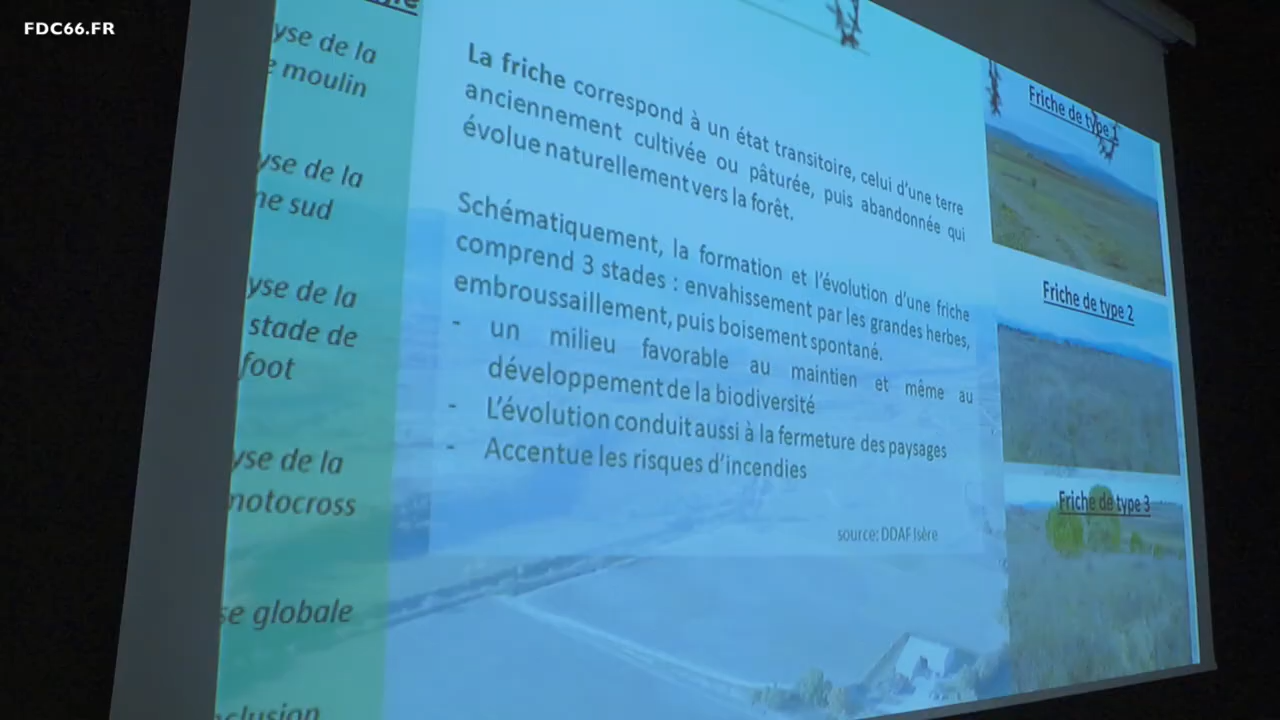 FDC66.FR
yse de la
moulin
yse de la
ne sud
yse de la
stade de
foot
yse de la
motocross
se globale
clusion
La friche correspond à un état transitoire, celui d'une terre
anciennement cultivée ou pâturée, puis abandonnée qui
évolue naturellement vers la forêt.
Schématiquement, la formation et l'évolution d'une friche
comprend 3 stades : envahissement par les grandes herbes,
embroussaillement, puis boisement spontané.
- un milieu favorable au maintien et même au
développement de la biodiversité
- L'évolution conduit aussi à la fermeture des paysages
- Accentue les risques d'incendies
source: DDAF Isère
Friche de type 1
Friche de type 2
Friche de type 3